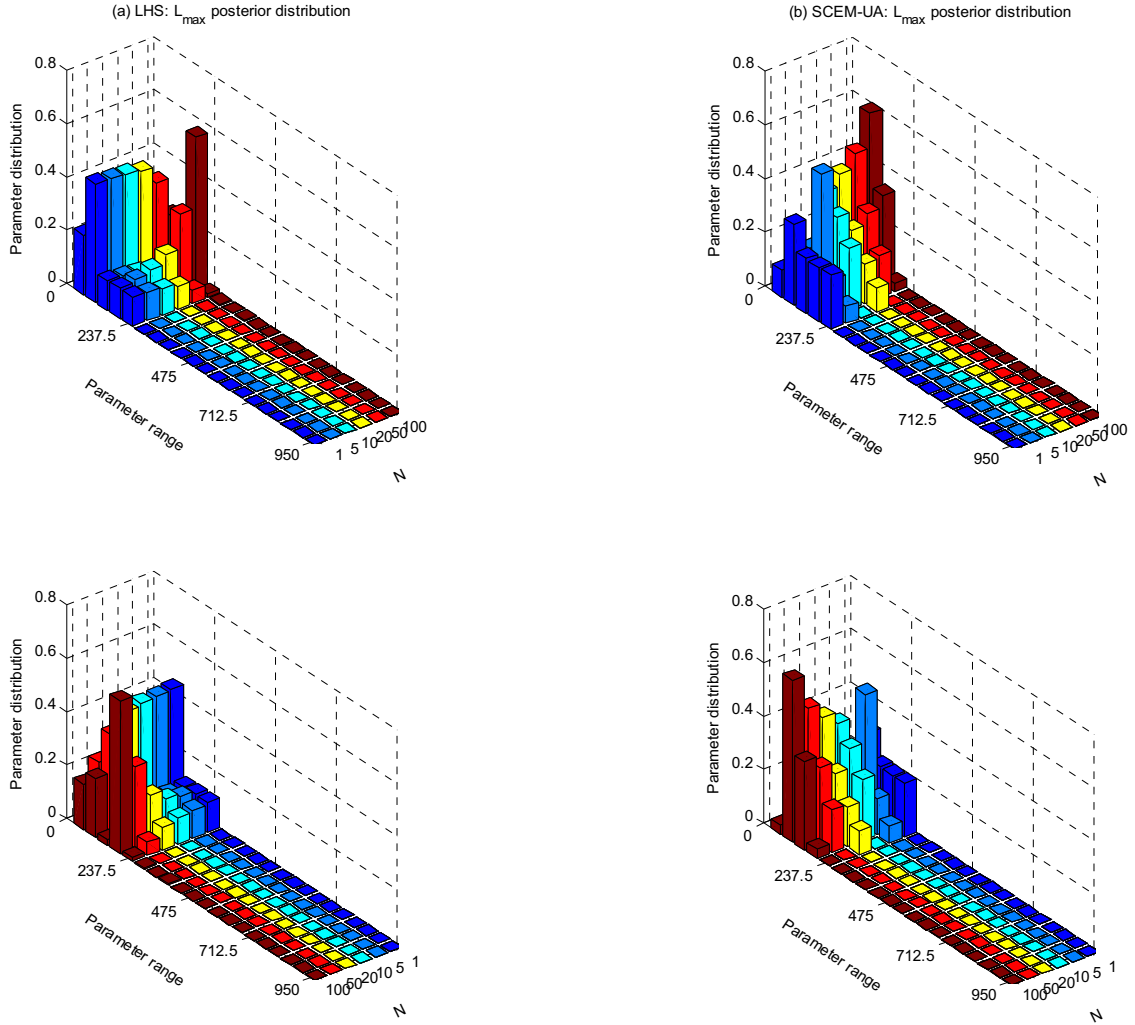 (a) LHS: L_max posterior distribution
0.8
0.6
0.4
0.2
0
Parameter distribution
0
237.5
475
712.5
950
Parameter range
1 5 10 20 50 100
N
(b) SCEM-UA: L_max posterior distribution
0.8
0.6
0.4
0.2
0
Parameter distribution
0
237.5
475
712.5
950
Parameter range
1 5 10 20 50 100
N
0.8
0.6
0.4
0.2
0
Parameter distribution
0
237.5
475
712.5
950
Parameter range
100 50 20 10 5 1
N
0.8
0.6
0.4
0.2
0
Parameter distribution
0
237.5
475
712.5
950
Parameter range
100 50 20 10 5 1
N